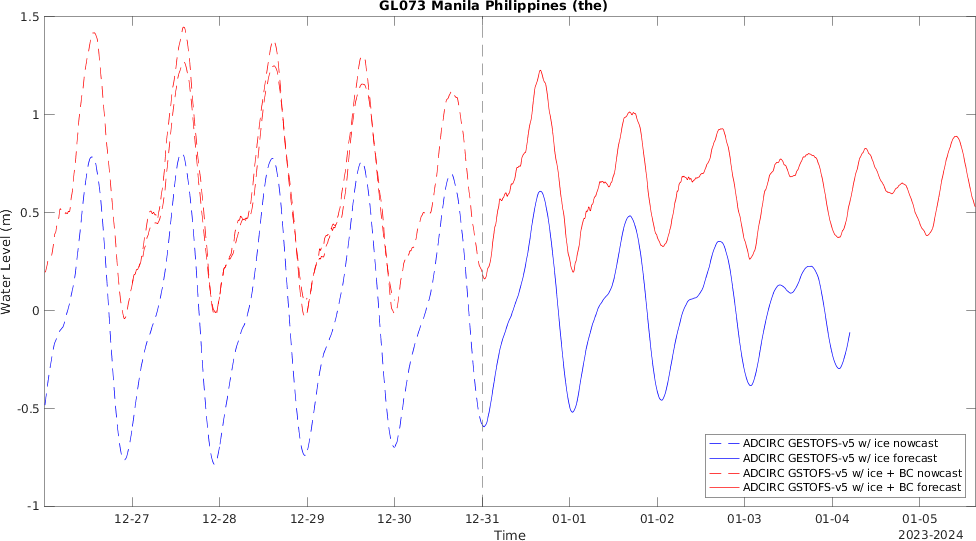 GL073 Manila Philippines (the)
1.5
1
0.5
0
-0.5
-1
Water Level (m)
12-27 12-28 12-29 12-30 12-31 01-01 01-02 01-03 01-04 01-05
Time
2023-2024
ADCIRC GESTOFS-v5 w/ ice nowcast
ADCIRC GESTOFS-v5 w/ ice forecast
ADCIRC GSTOFS-v5 w/ ice + BC nowcast
ADCIRC GSTOFS-v5 w/ ice + BC forecast